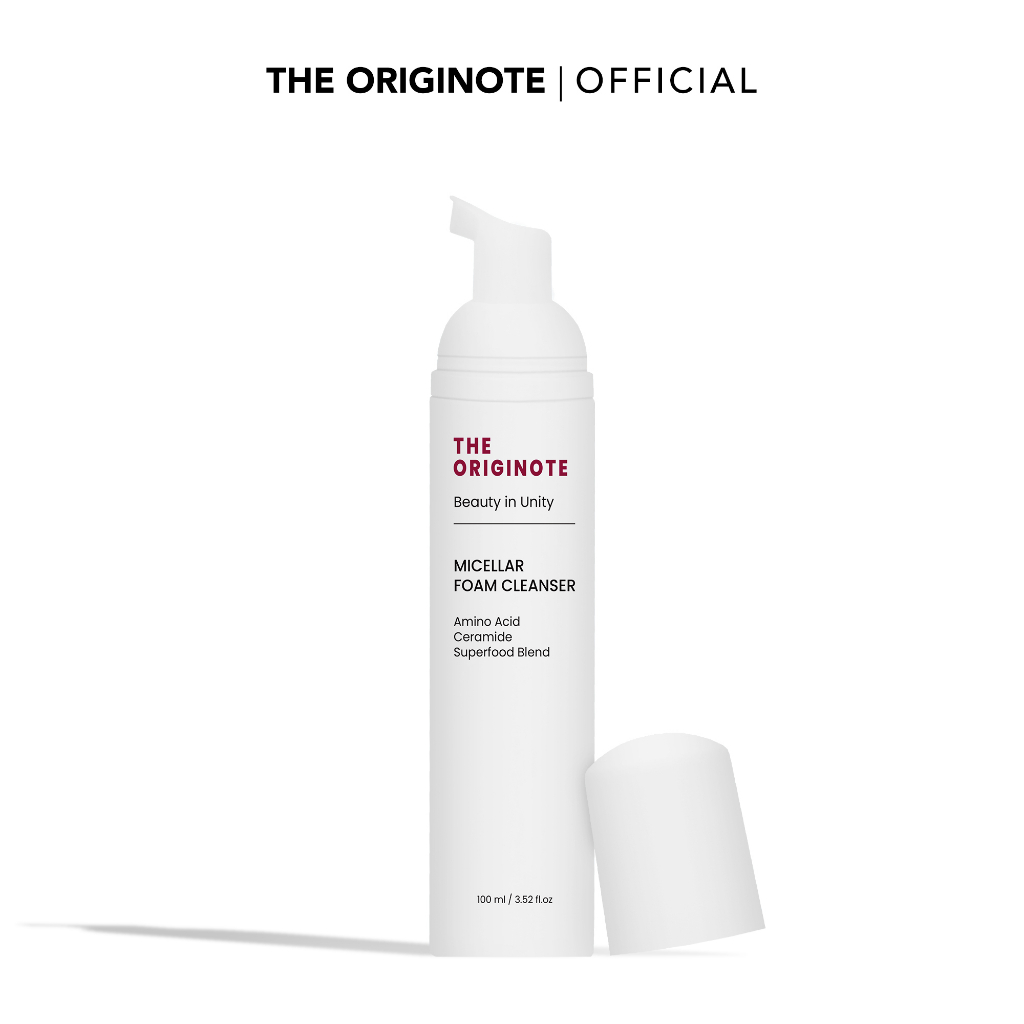 THE ORIGINOTE | OFFICIAL
THE
ORIGINOTE
Beauty in Unity
MICELLAR
FOAM CLEANSER
Amino Acid
Ceramide
Superfood Blend
100 ml / 3.52 fl.oz